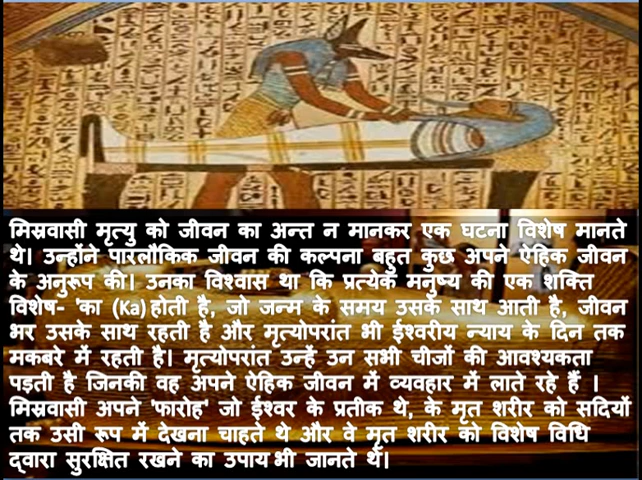 मिस्रवासी मृत्यु को जीवन का अन्त न मानकर एक घटना विशेष मानते
थे। उन्होंने पारलौकिक जीवन की कल्पना बहुत कुछ अपने ऐहिक जीवन
के अनुरूप की। उनका विश्वास था कि प्रत्येक मनुष्य की एक शक्ति
विशेष- 'का (Ka) होती है, जो जन्म के समय उसके साथ आती है, जीवन
भर उसके साथ रहती है और मृत्योपरांत भी ईश्वरीय न्याय के दिन तक
मकबरे में रहती है। मृत्योपरांत उन्हें उन सभी चीजों की आवश्यकता
पड़ती है जिनकी वह अपने ऐहिक जीवन में व्यवहार में लाते रहे हैं ।
मिस्रवासी अपने 'फारोह' जो ईश्वर के प्रतीक थे, के मृत शरीर को सदियों
तक उसी रूप में देखना चाहते थे और वे मृत शरीर को विशेष विधि
द्वारा सुरक्षित रखने का उपाय भी जानते थे।